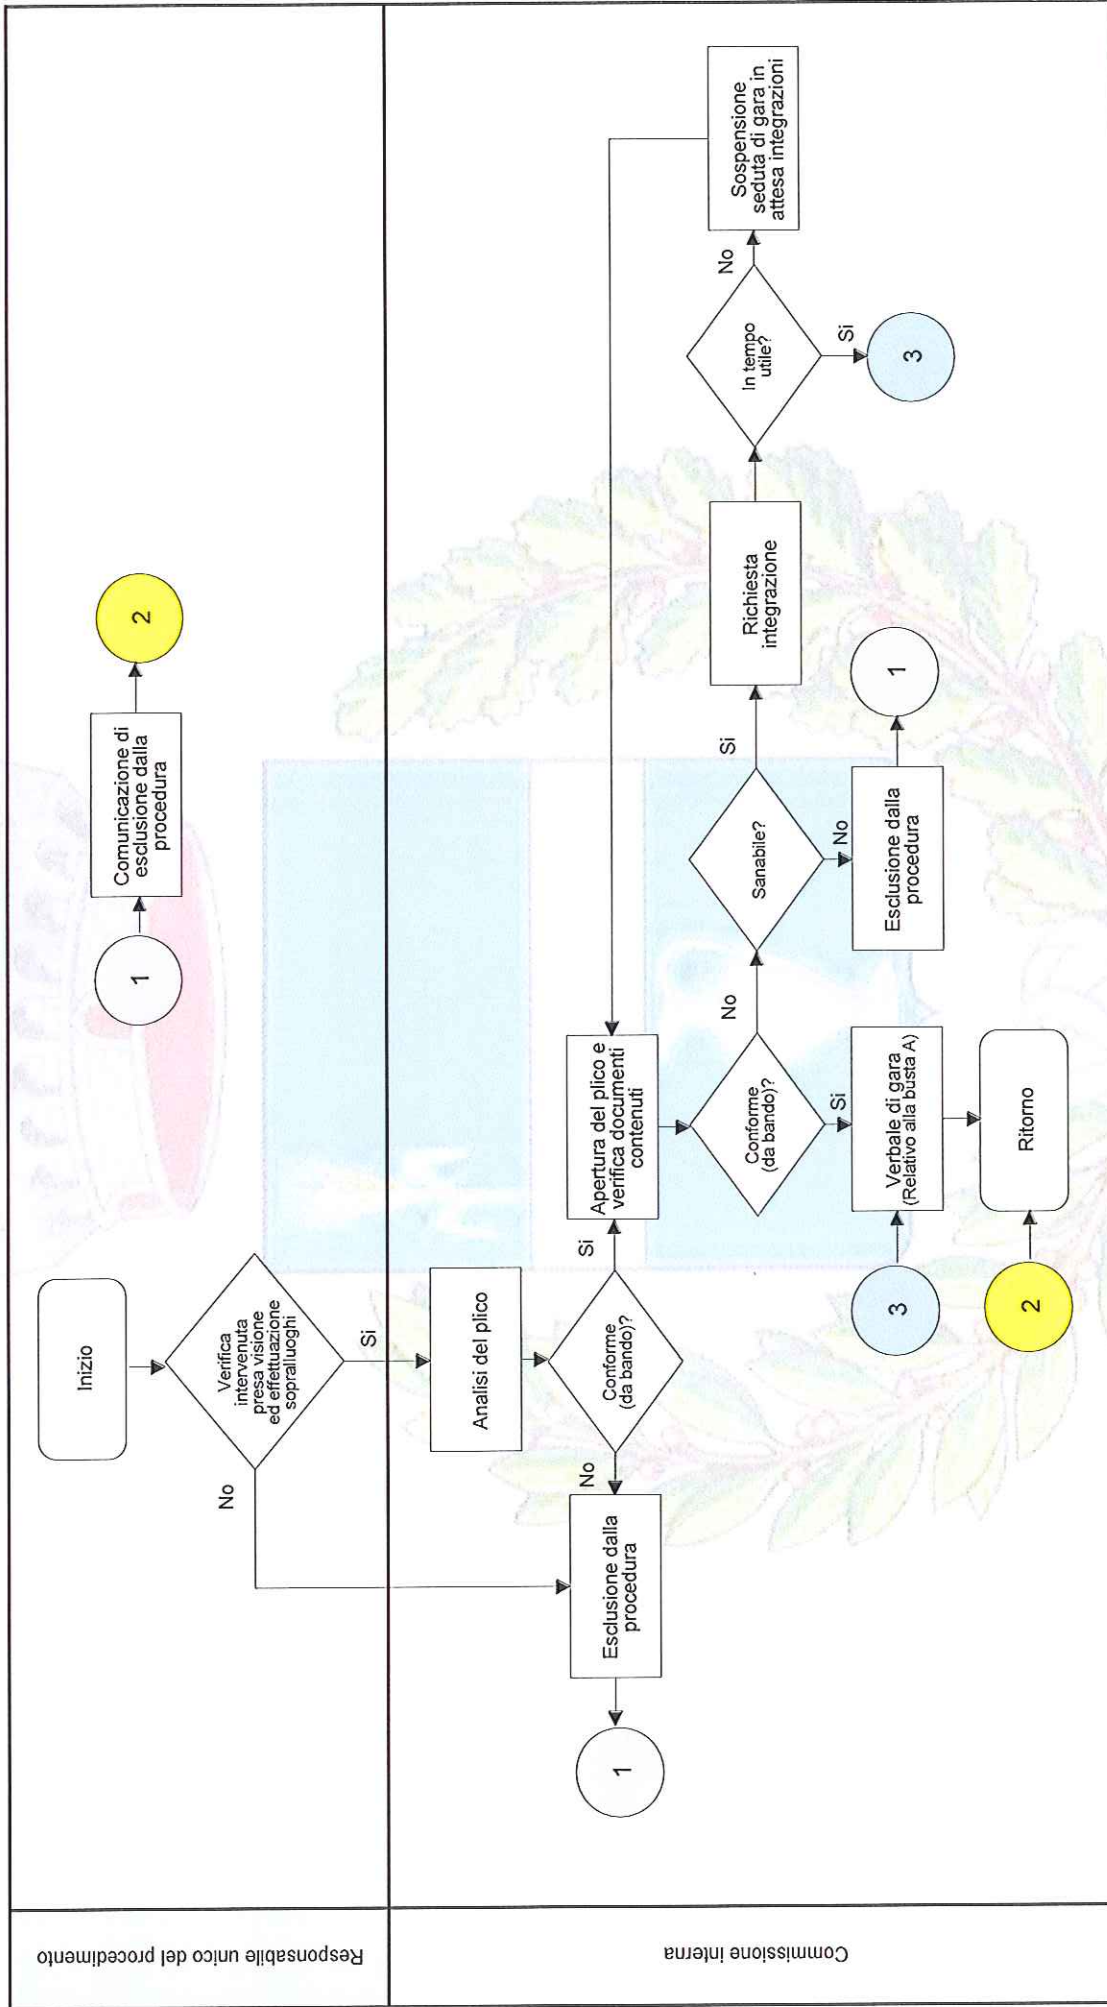 Responsabile unico del procedimento
Inizio
Verifica
intervenuta
presa visione
ed effettuazione
sopralluoghi
No
Si
1
Comunicazione di
esclusione dalla
procedura
2
Commissione interna
Analisi del plico
Conforme
(da bando)?
No
Si
Esclusione dalla
procedura
1
Apertura del plico e
verifica documenti
contenuti
Conforme
(da bando)?
No
Si
Sanabile?
Si
No
Richiesta
integrazione
In tempo
utile?
No
Si
Sospensione
seduta di gara in
attesa integrazioni
3
Esclusione dalla
procedura
1
3
Verbale di gara
(Relativo alla busta A)
2
Ritorno